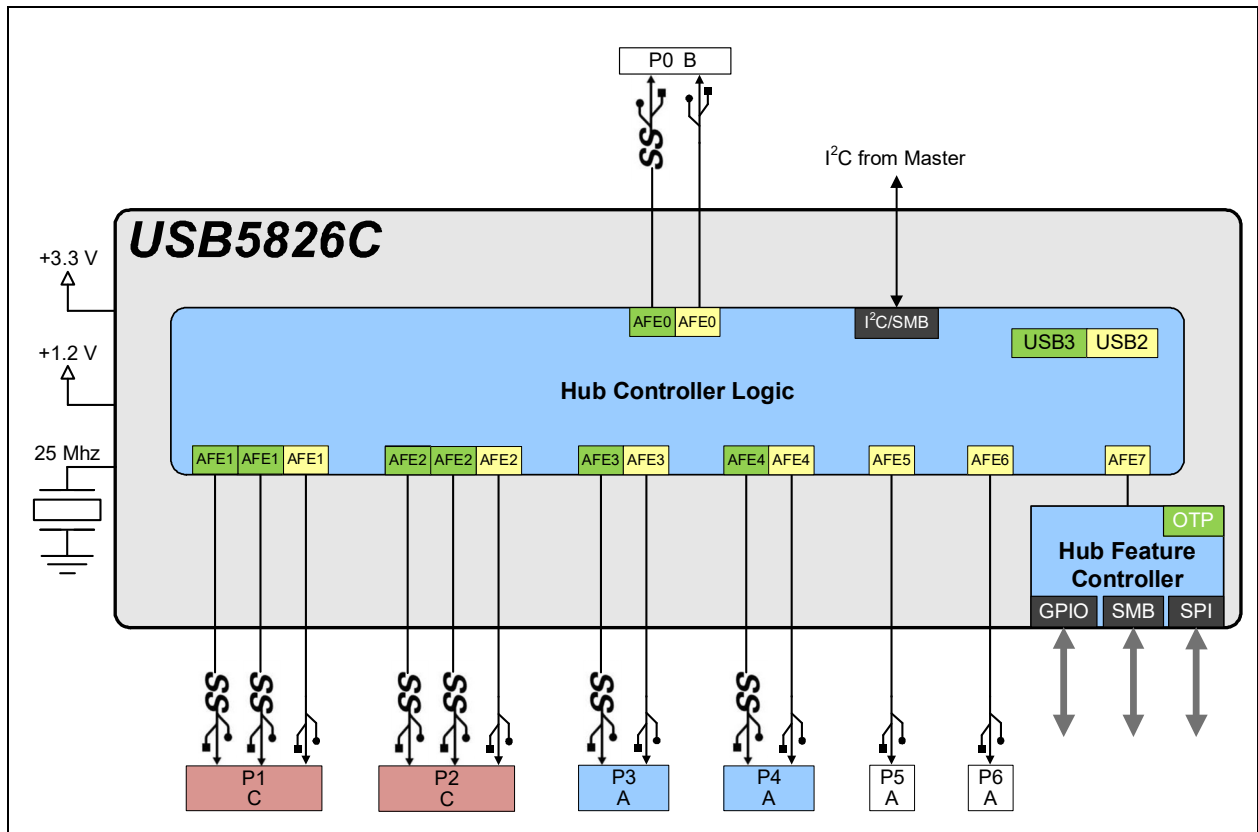 P0 B
SS
I²C from Master
USB5826C
+3.3 V
AFE0 AFE0
I²C/SMB
USB3 USB2
+1.2 V
Hub Controller Logic
25 Mhz
AFE1 AFE1 AFE1 AFE2 AFE2 AFE2 AFE3 AFE3 AFE4 AFE4 AFE5 AFE6 AFE7
OTP
Hub Feature
Controller
GPIO SMB SPI
SS SS SS SS SS SS
P1 P2 P3 P4 P5 P6
C C A A A A